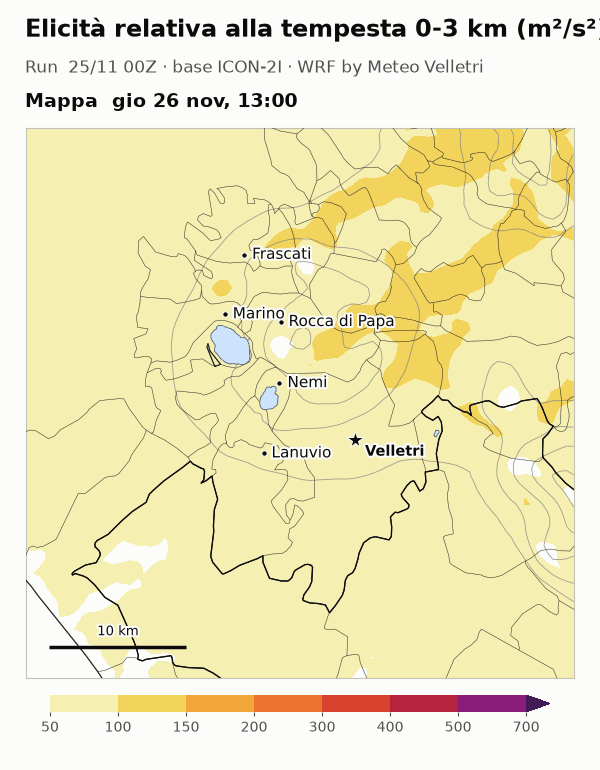 Elicità relativa alla tempesta 0-3 km (m²/s²)
Run 25/11 00Z · base ICON-2I · WRF by Meteo Velletri
Mappa gio 26 nov, 13:00
Frascati
Marino
Rocca di Papa
Nemi
Velletri
Lanuvio
10 km
50 100 150 200 300 400 500 700